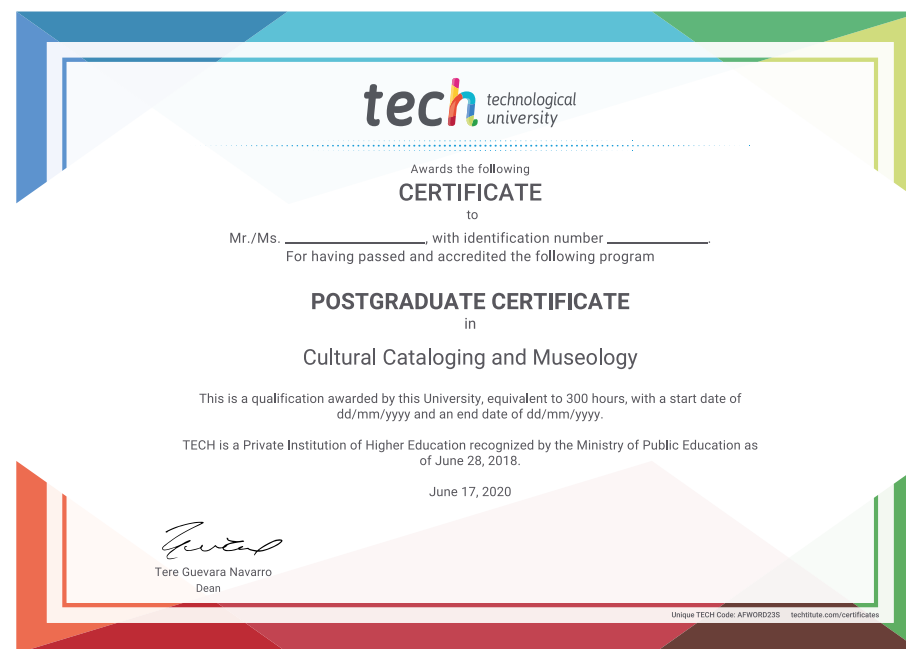 tech technological
university
Awards the following
CERTIFICATE
to
Mr./Ms. ____________, with identification number ____________.
For having passed and accredited the following program
POSTGRADUATE CERTIFICATE
in
Cultural Cataloging and Museology
This is a qualification awarded by this University, equivalent to 300 hours, with a start date of
dd/mm/yyyy and an end date of dd/mm/yyyy.
TECH is a Private Institution of Higher Education recognized by the Ministry of Public Education as
of June 28, 2018.
June 17, 2020
Tere Guevara Navarro
Dean
Unique TECH Code: AFWORD23S techtitute.com/certificates